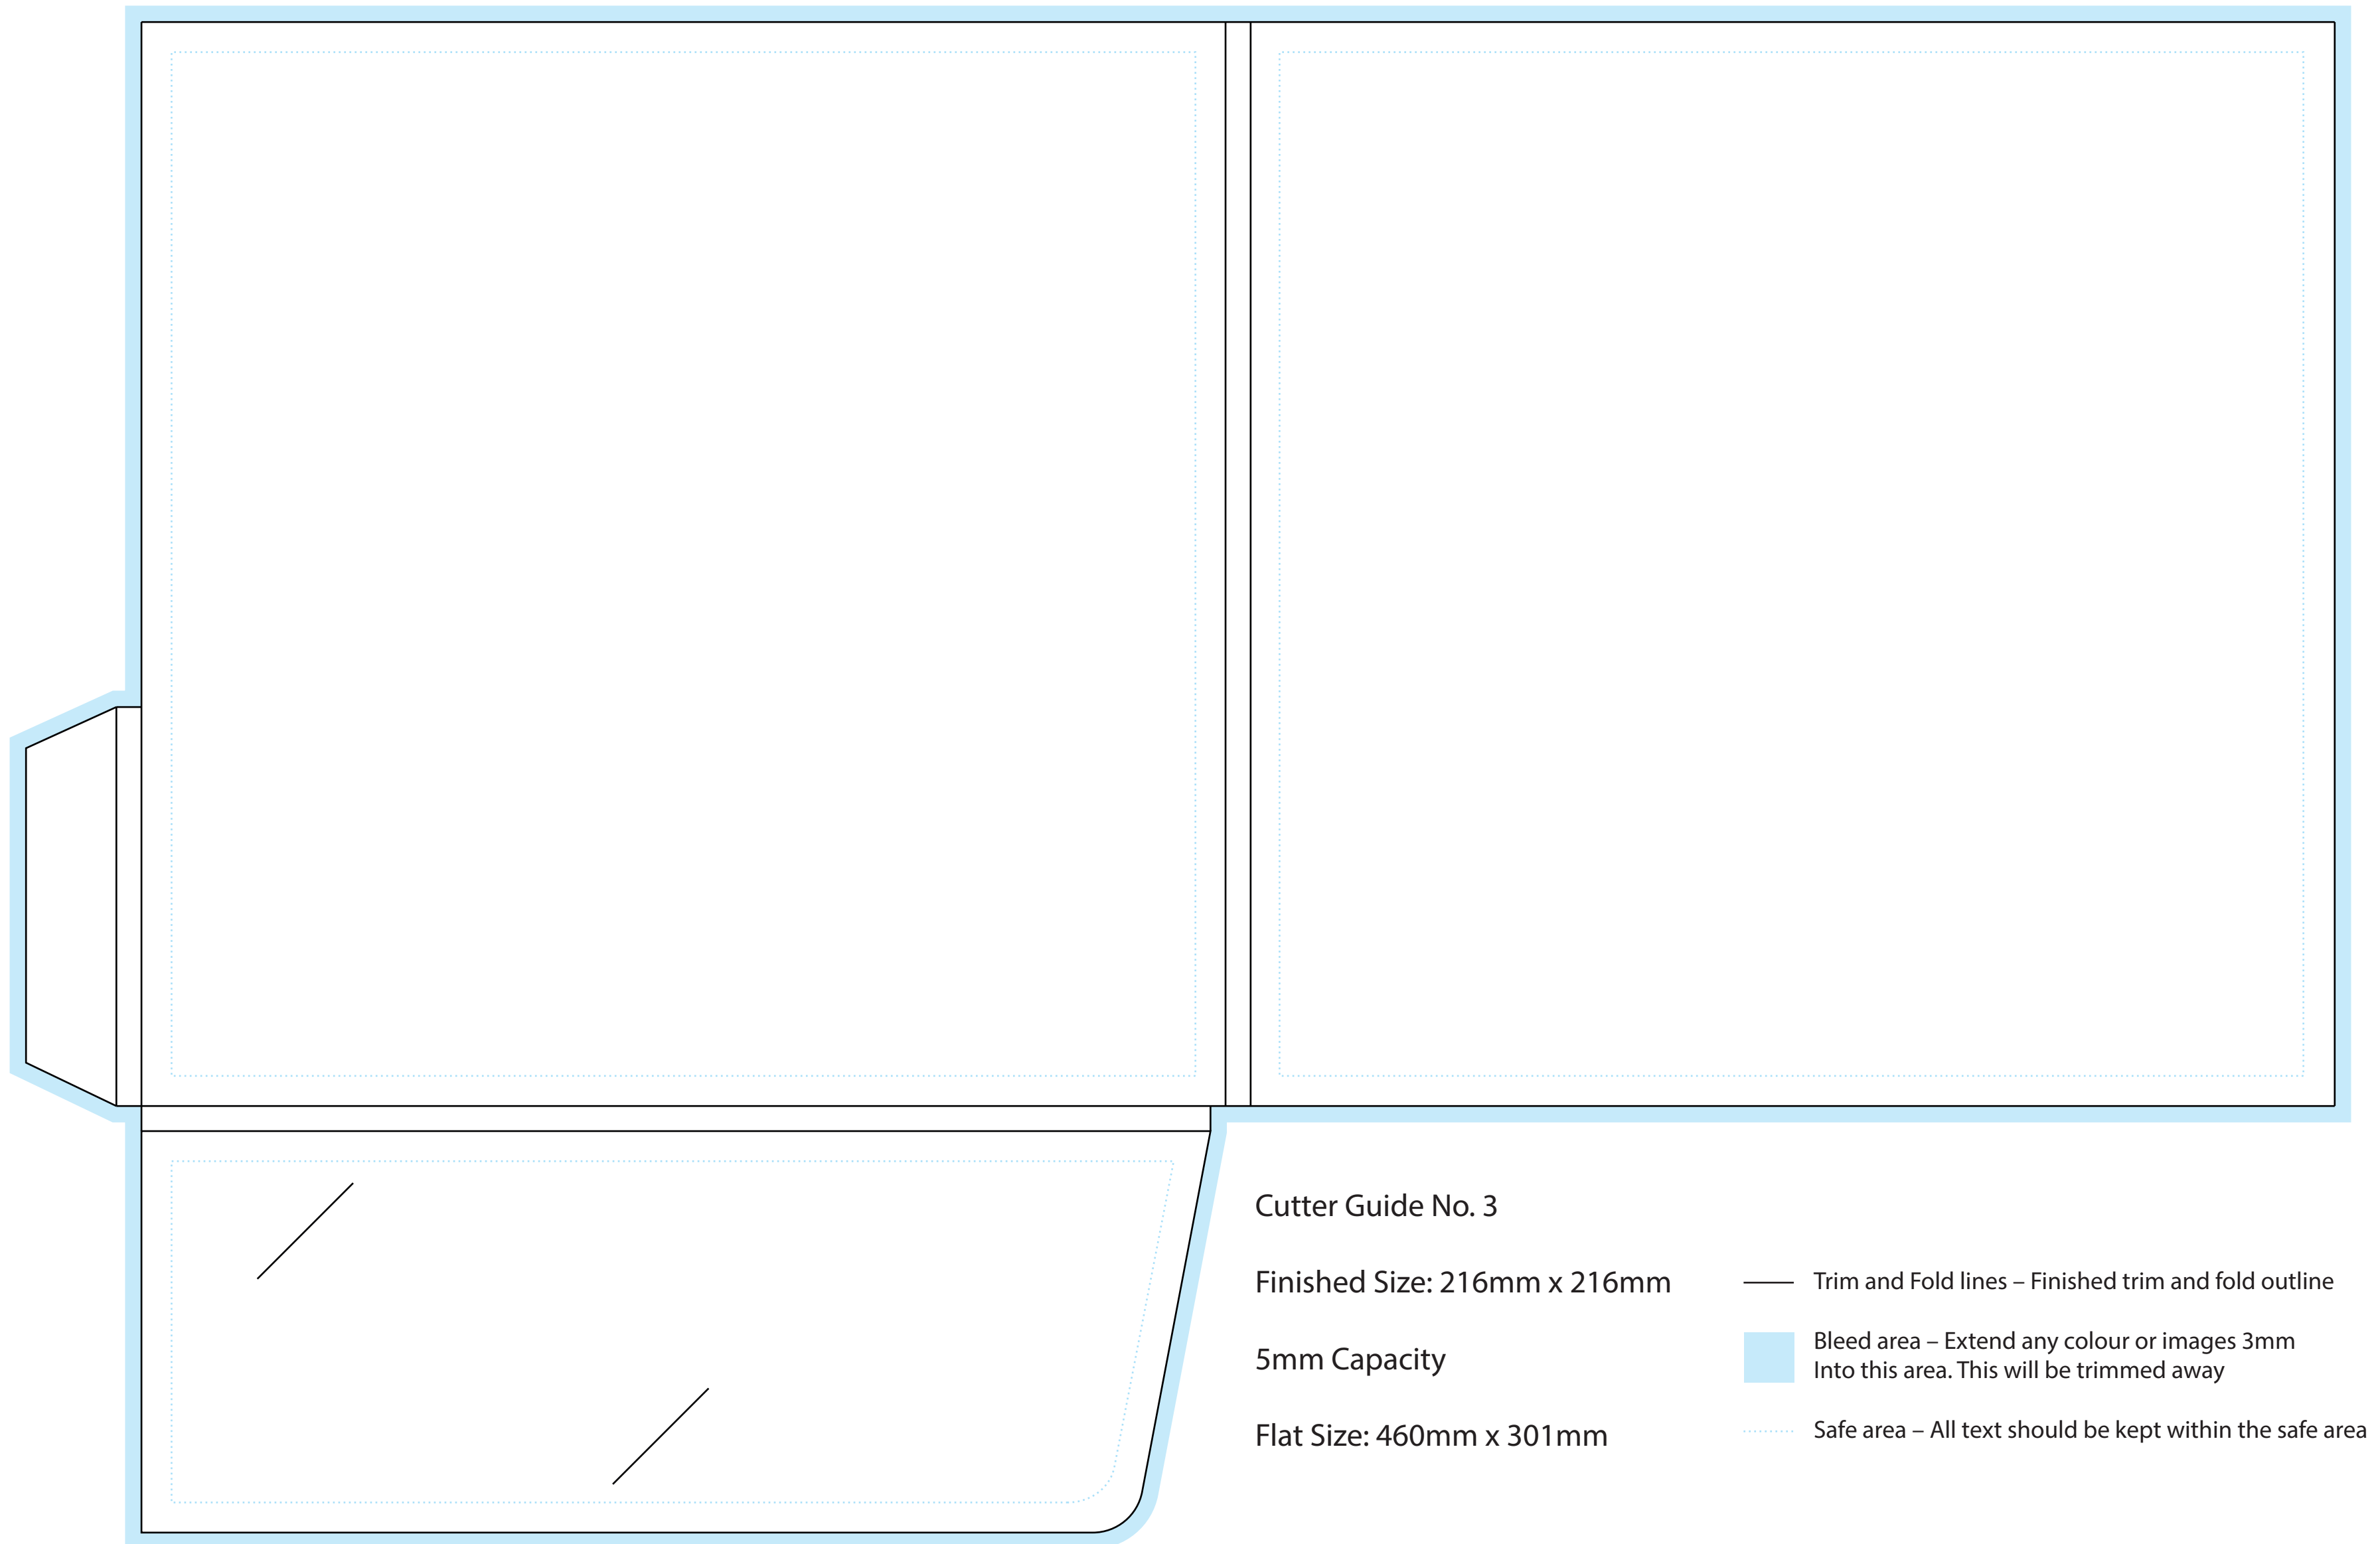 Cutter Guide No. 3
Finished Size: 216mm x 216mm
5mm Capacity
Flat Size: 460mm x 301mm
Trim and Fold lines – Finished trim and fold outline
Bleed area – Extend any colour or images 3mm
Into this area. This will be trimmed away
Safe area – All text should be kept within the safe area